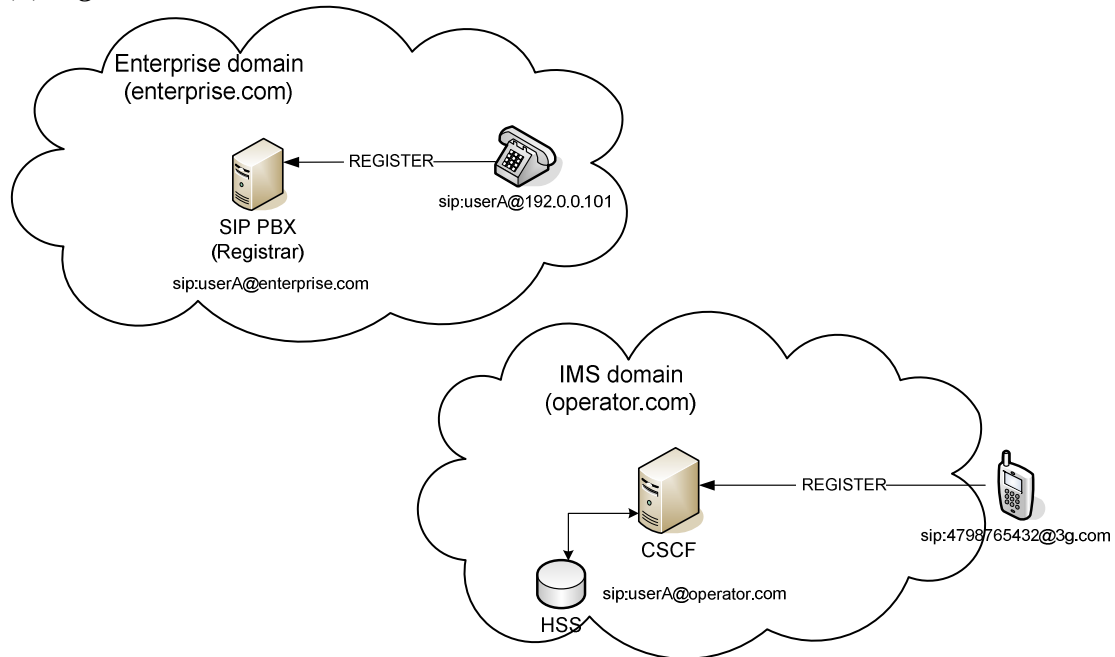 Enterprise domain
(enterprise.com)
REGISTER
sip:userA@192.0.0.101
SIP PBX
(Registrar)
sip:userA@enterprise.com
IMS domain
(operator.com)
REGISTER
sip:4798765432@3g.com
CSCF
sip:userA@operator.com
HSS